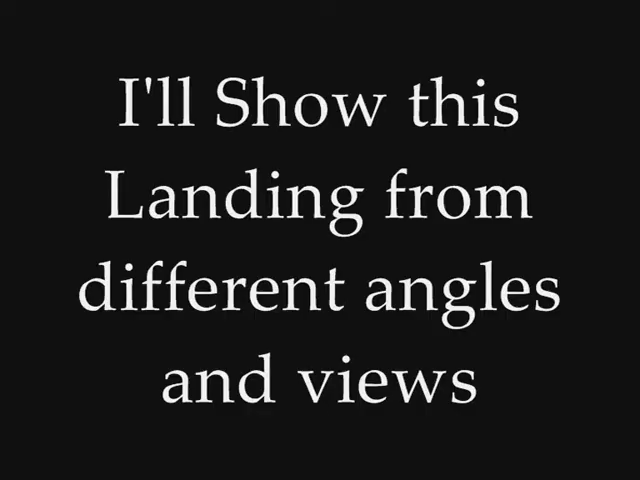 I'll Show this
Landing from
different angles
and views